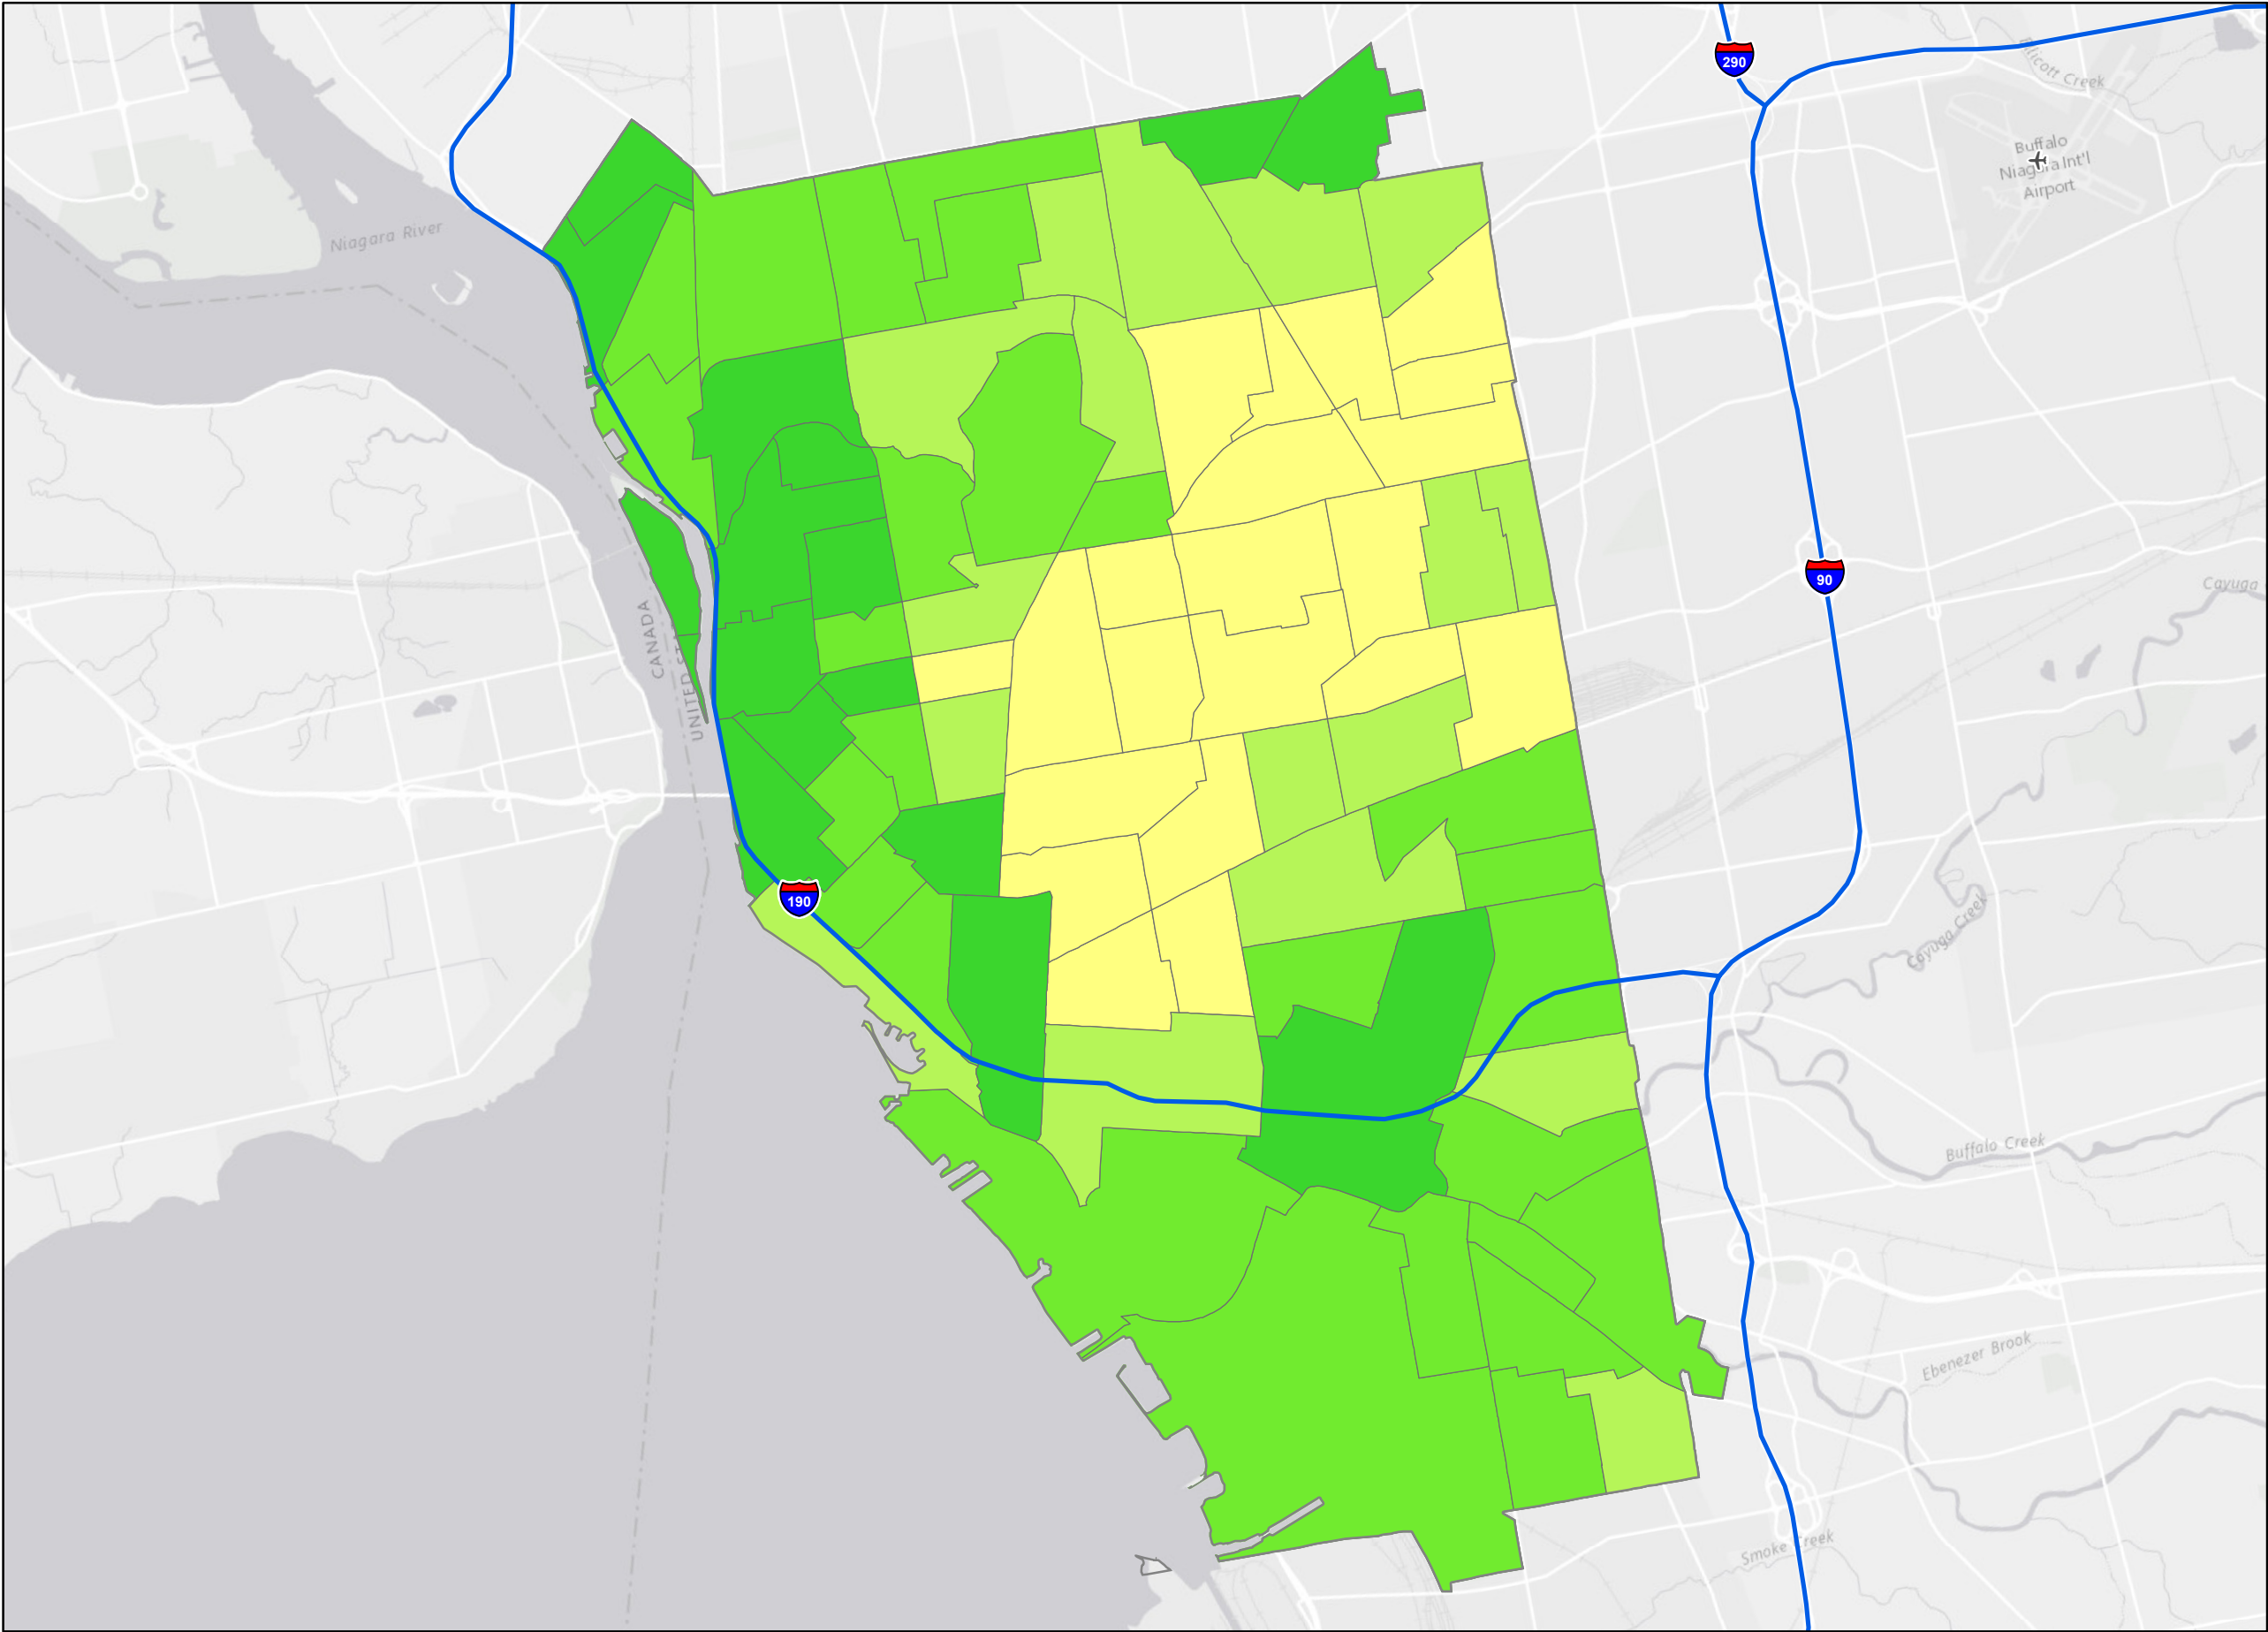 290
Ellicott Creek
Buffalo
Niagara Int'l
Airport
Niagara River
90
Cayuga
CANADA
UNITED ST
190
Cayuga Creek
Buffalo Creek
Ebenezer Brook
Smoke Creek